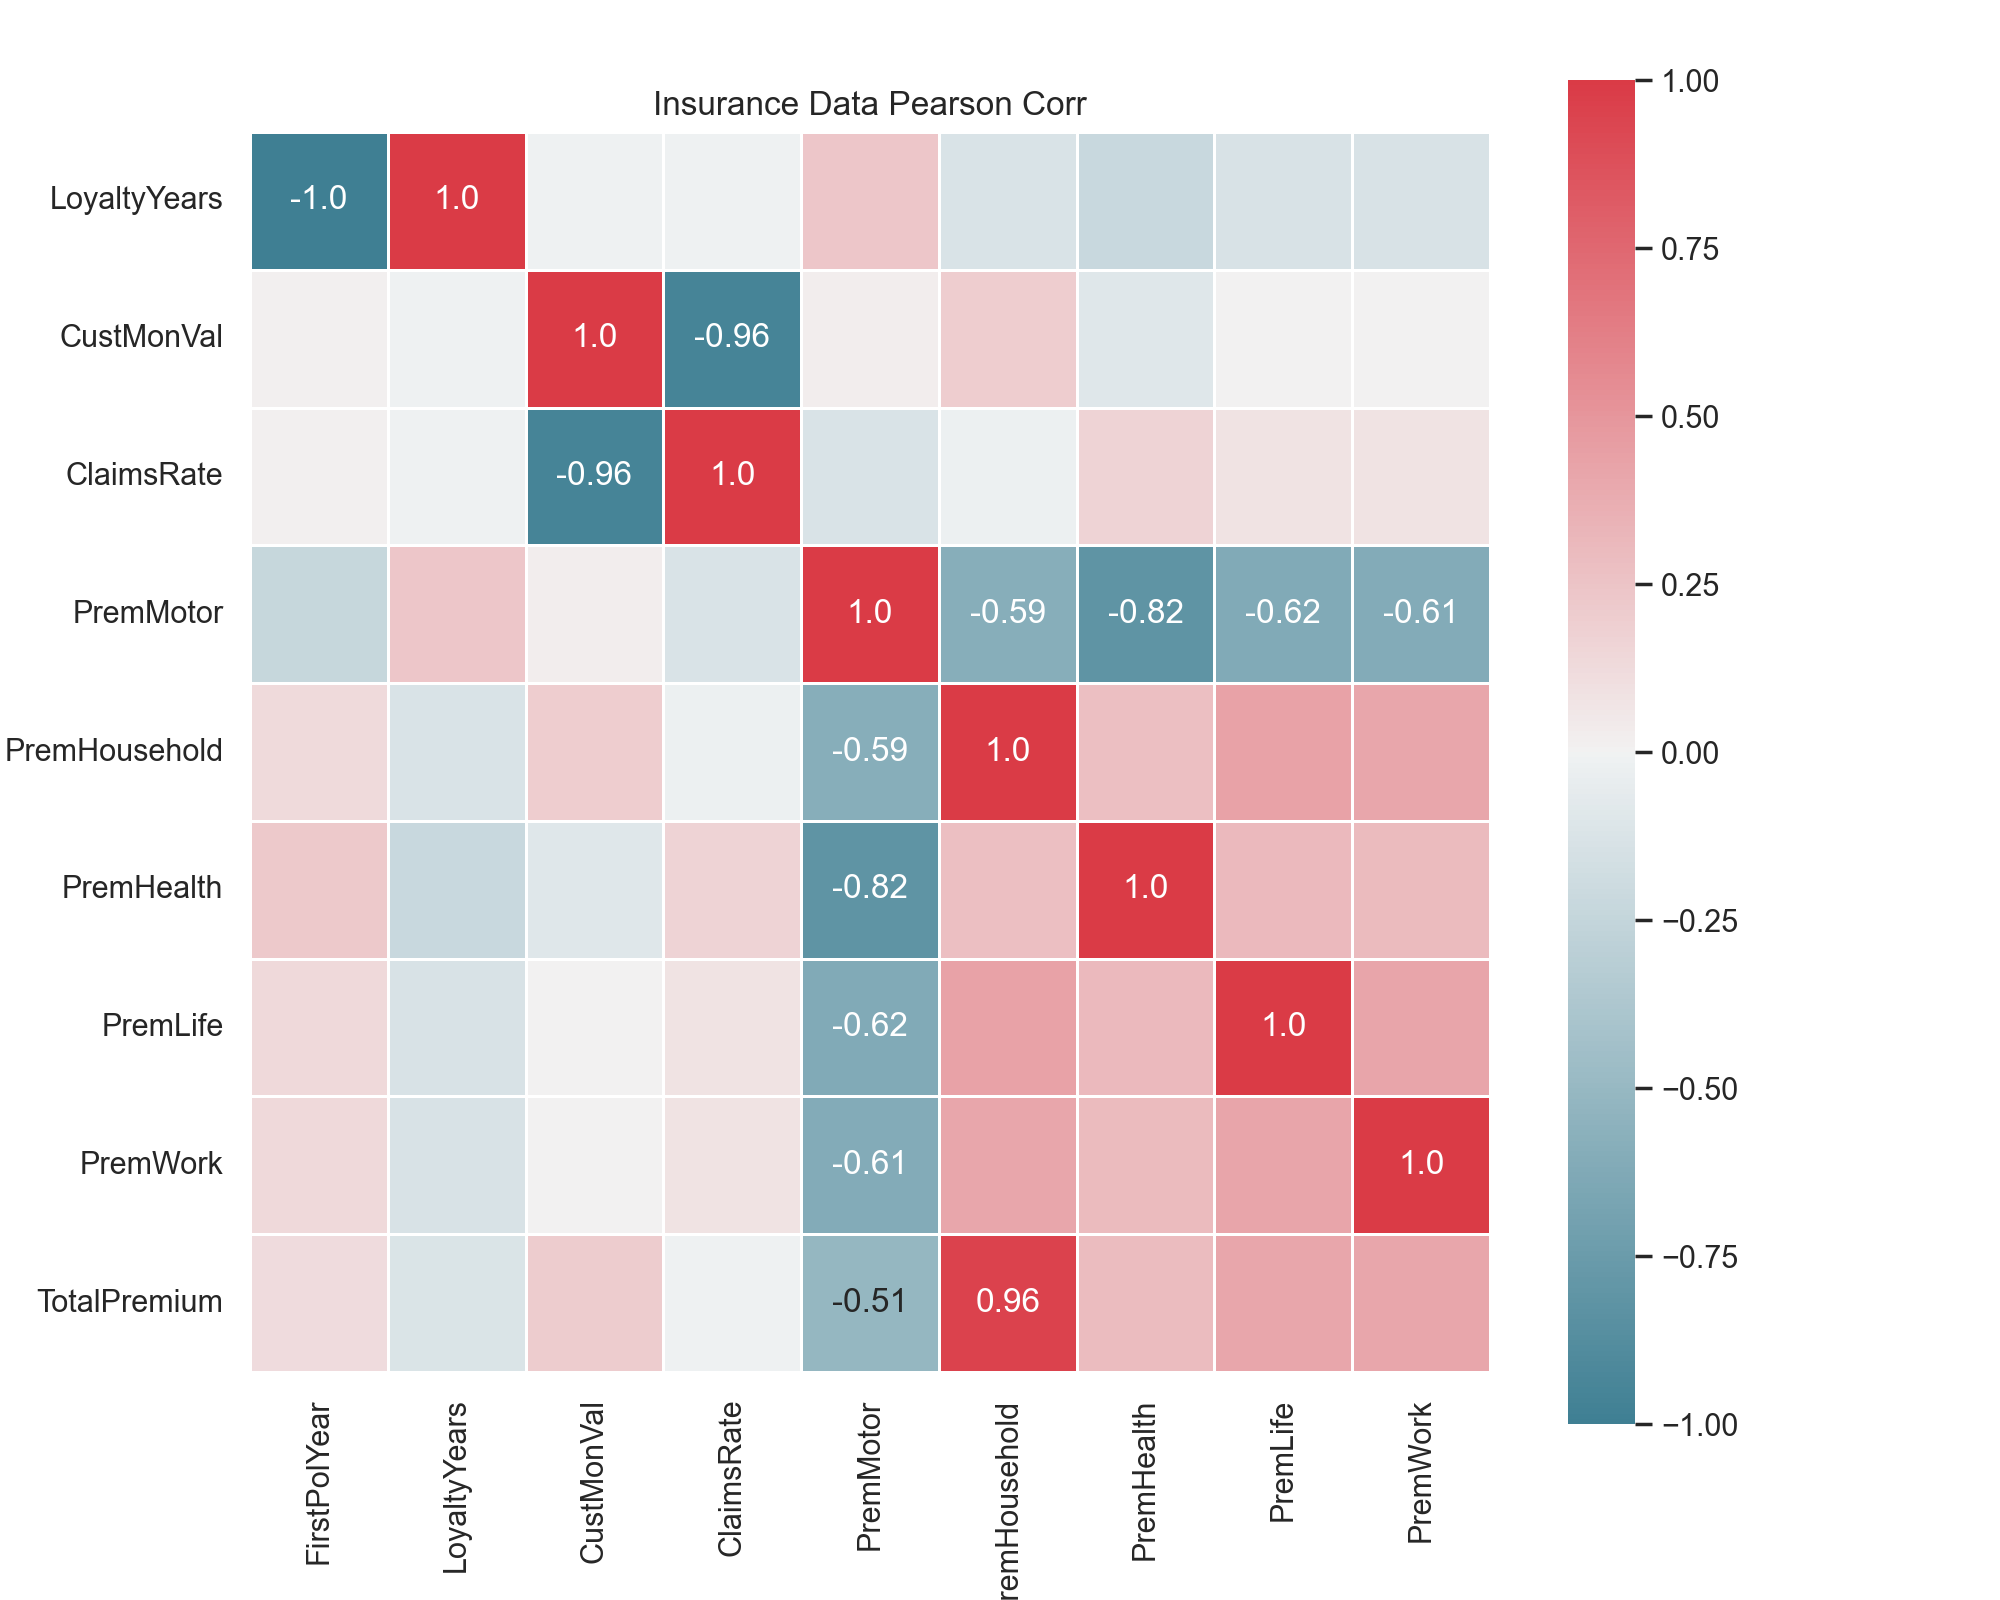 Insurance Data Pearson Corr
LoyaltyYears -1.0 1.0
CustMonVal 1.0 -0.96
ClaimsRate -0.96 1.0
PremMotor 1.0 -0.59 -0.82 -0.62 -0.61
PremHousehold -0.59 1.0
PremHealth -0.82 1.0
PremLife -0.62 1.0
PremWork -0.61 1.0
TotalPremium -0.51 0.96
FirstPolYear
LoyaltyYears
CustMonVal
ClaimsRate
PremMotor
remHousehold
PremHealth
PremLife
PremWork
1.00
0.75
0.50
0.25
0.00
−0.25
−0.50
−0.75
−1.00